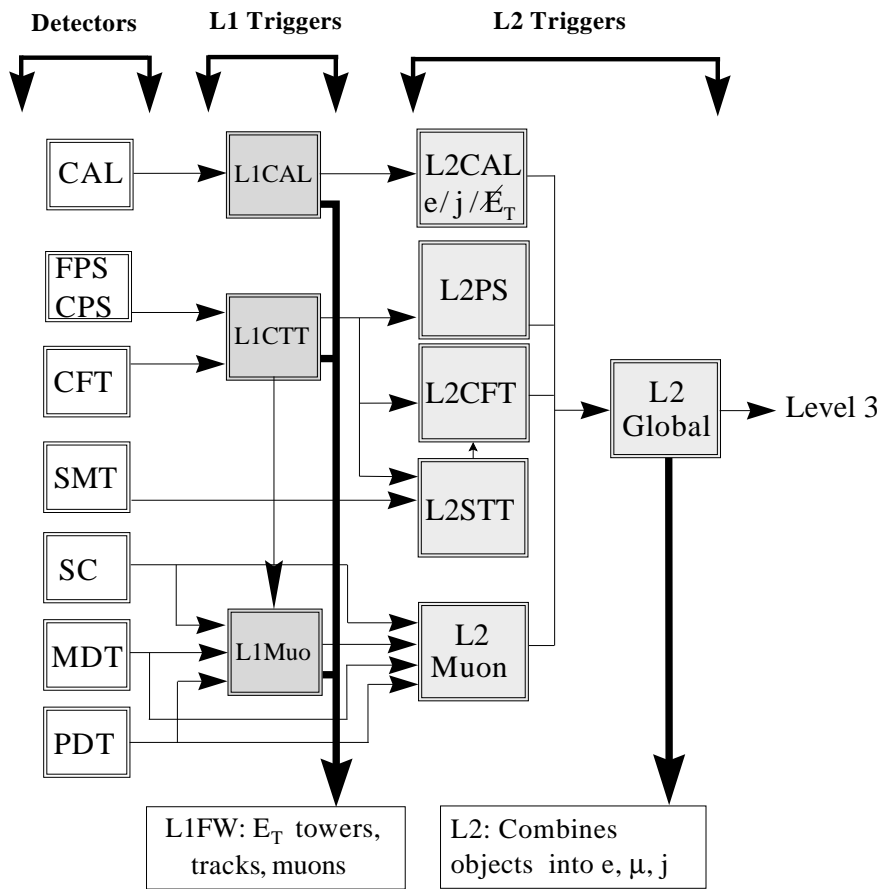 Detectors
L1 Triggers
L2 Triggers
CAL
L1CAL
L2CAL
e/ j / E̸T
FPS
CPS
L1CTT
L2PS
CFT
L2CFT
L2
Global
Level 3
SMT
L2STT
SC
L1Muo
L2
Muon
MDT
PDT
L1FW: ET towers,
tracks, muons
L2: Combines
objects into e, μ, j